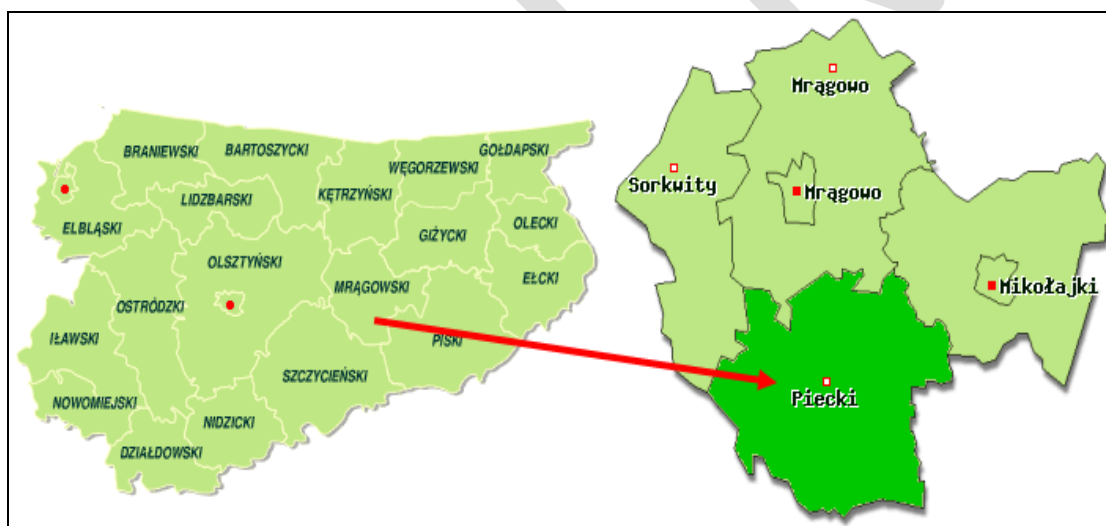 BRANIEWSKI
BARTOSZYCKI
GOŁDAPSKI
WĘGORZEWSKI
KĘTRZYŃSKI
LIDZBARSKI
ELBLĄSKI
OLECKI
GIŻYCKI
OLSZTYŃSKI
EŁCKI
MRĄGOWSKI
OSTRÓDZKI
IŁAWSKI
PISKI
SZCZYCIEŃSKI
NOWOMIEJSKI
NIDZICKI
DZIAŁDOWSKI
Mrągowo
Sorkwity
Mrągowo
Mikołajki
Piecki